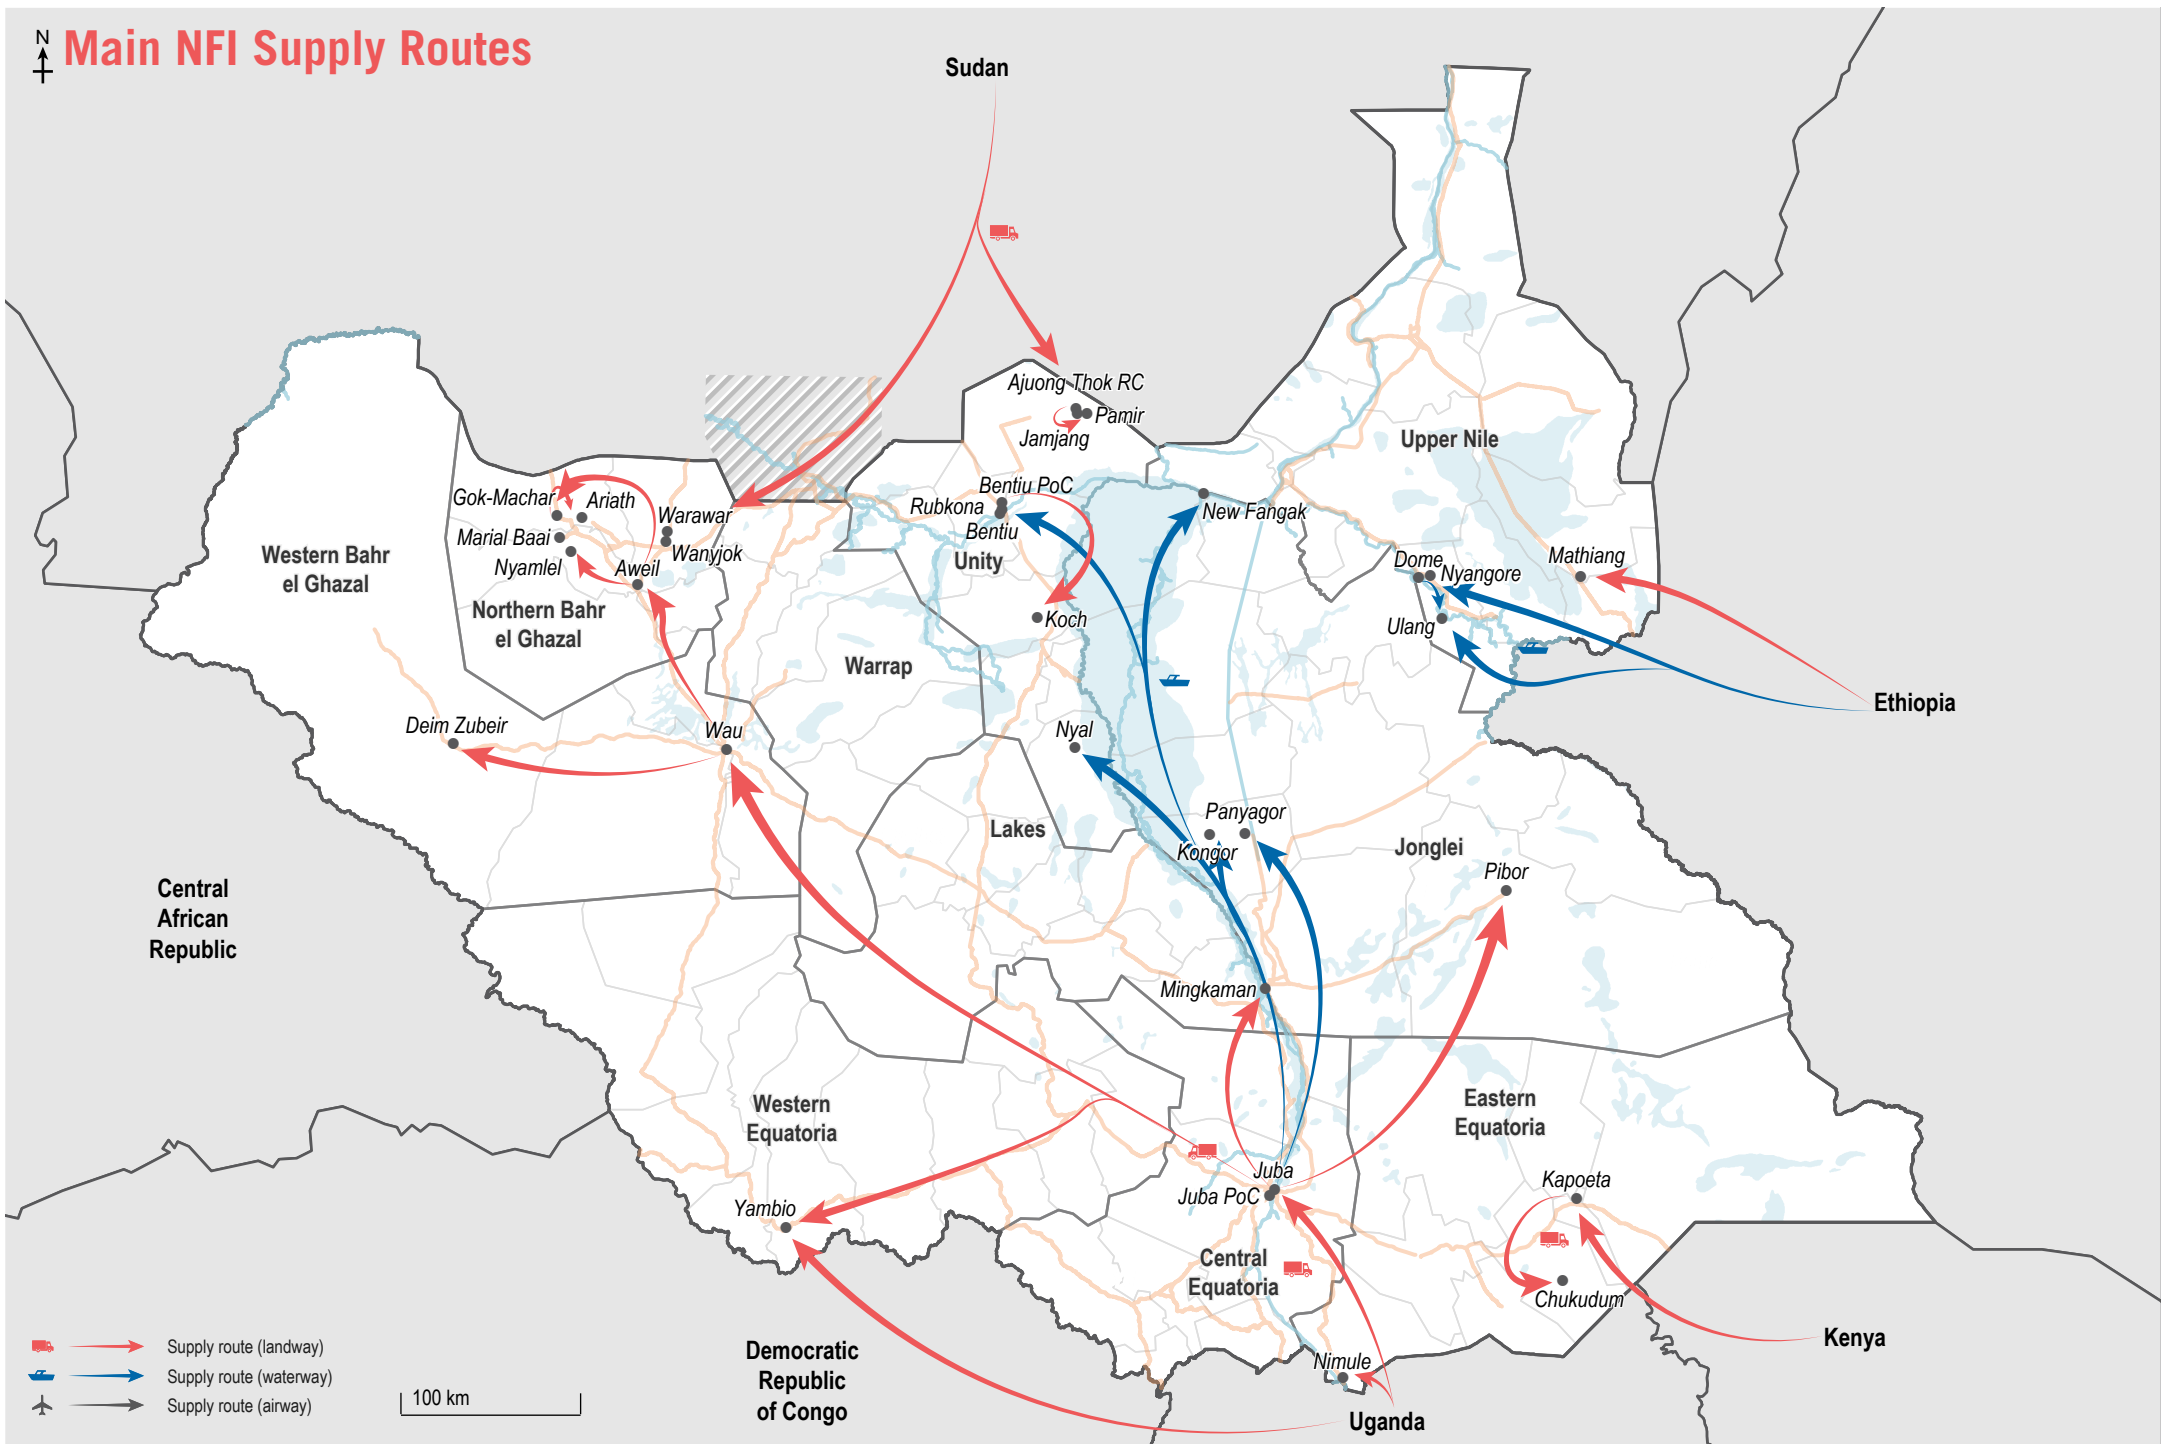 N
Main NFI Supply Routes
Sudan
Ajuong Thok RC
Pamir
Jamjang
Upper Nile
Gok-Machar
Ariath
Bentiu PoC
Rubkona
Bentiu
New Fangak
Warawar
Marial Baai
Wanyjok
Nyamlel
Aweil
Unity
Dome
Nyangore
Mathiang
Western Bahr
el Ghazal
Northern Bahr
el Ghazal
Koch
Ulang
Warrap
Ethiopia
Deim Zubeir
Wau
Nyal
Panyagor
Lakes
Kongor
Jonglei
Pibor
Central
African
Republic
Mingkaman
Western
Equatoria
Eastern
Equatoria
Juba
Juba PoC
Kapoeta
Yambio
Central
Equatoria
Chukudum
Kenya
Democratic
Republic
of Congo
Nimule
Uganda
Supply route (landway)
Supply route (waterway)
Supply route (airway)
100 km